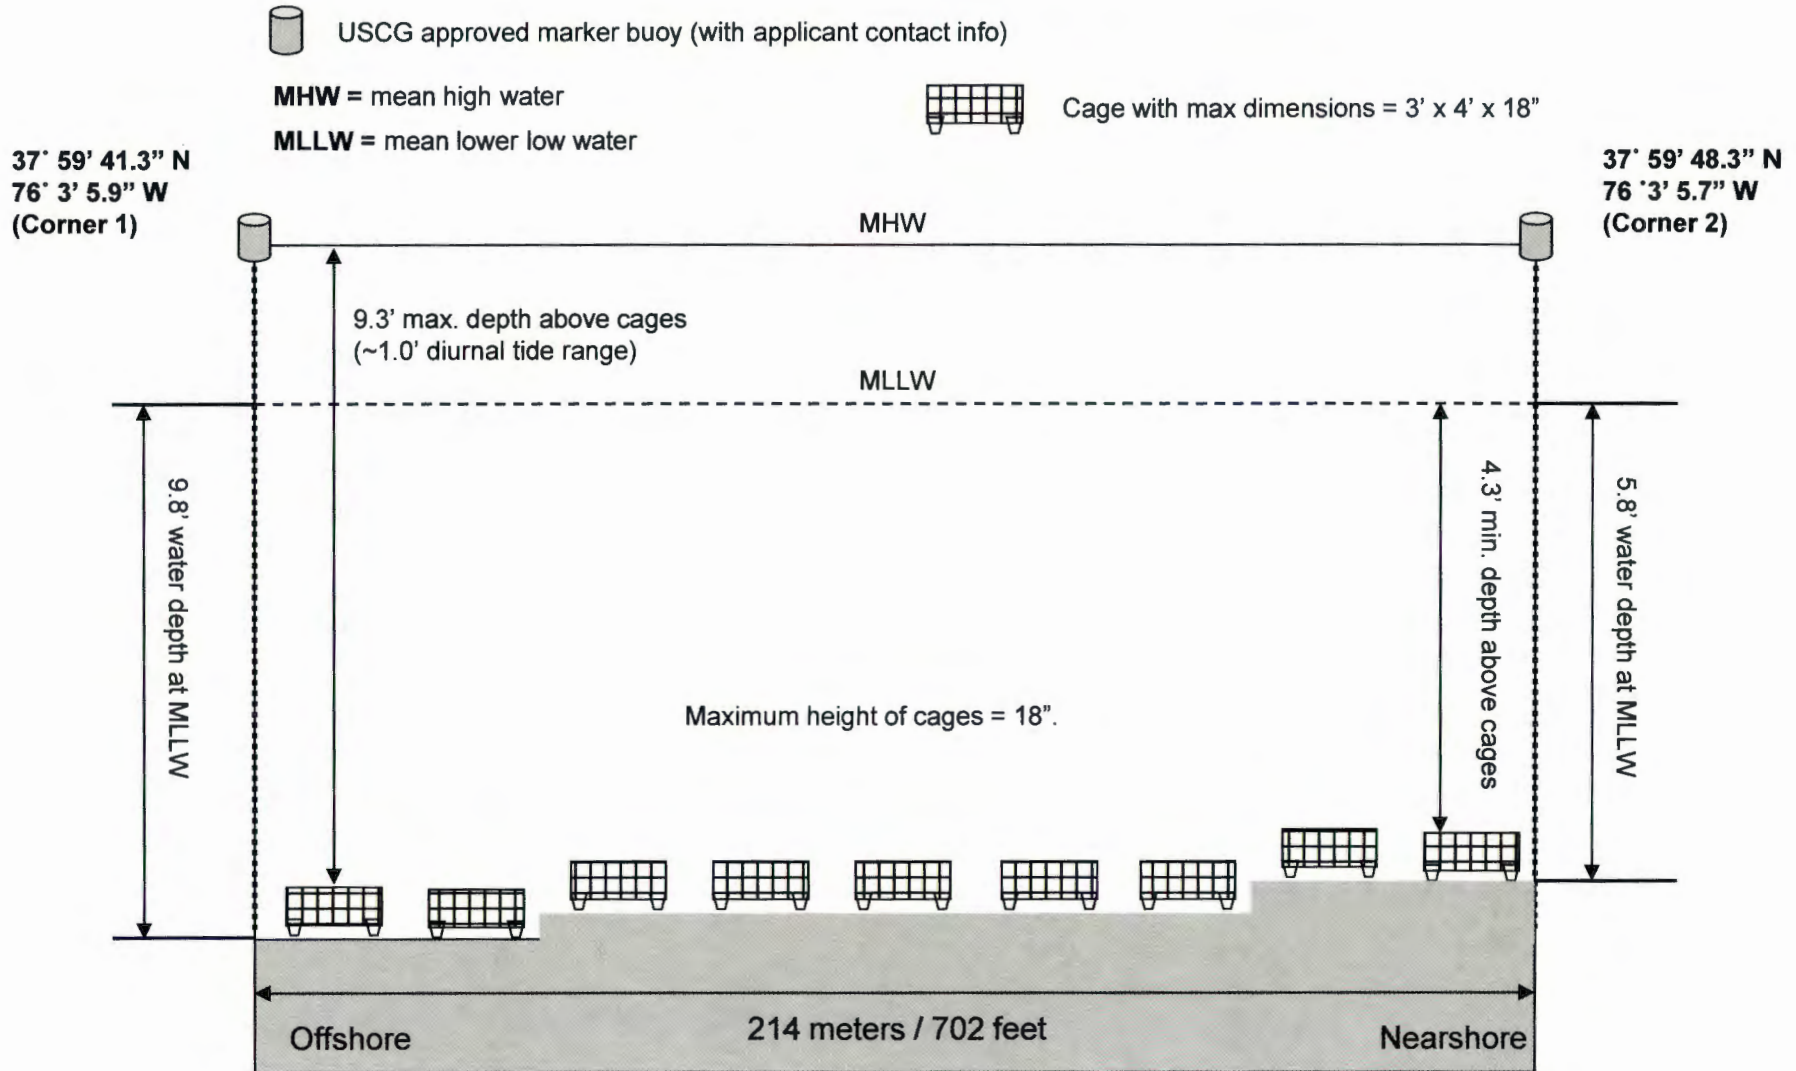 USCG approved marker buoy (with applicant contact info)
MHW = mean high water
MLLW = mean lower low water
Cage with max dimensions = 3' x 4' x 18”
37˚ 59' 41.3” N
76˚ 3' 5.9” W
(Corner 1)
37˚ 59' 48.3” N
76 ˚3' 5.7” W
(Corner 2)
MHW
9.3' max. depth above cages
(~1.0' diurnal tide range)
MLLW
9.8' water depth at MLLW
4.3' min. depth above cages
5.8' water depth at MLLW
Maximum height of cages = 18”.
214 meters / 702 feet
Offshore
Nearshore